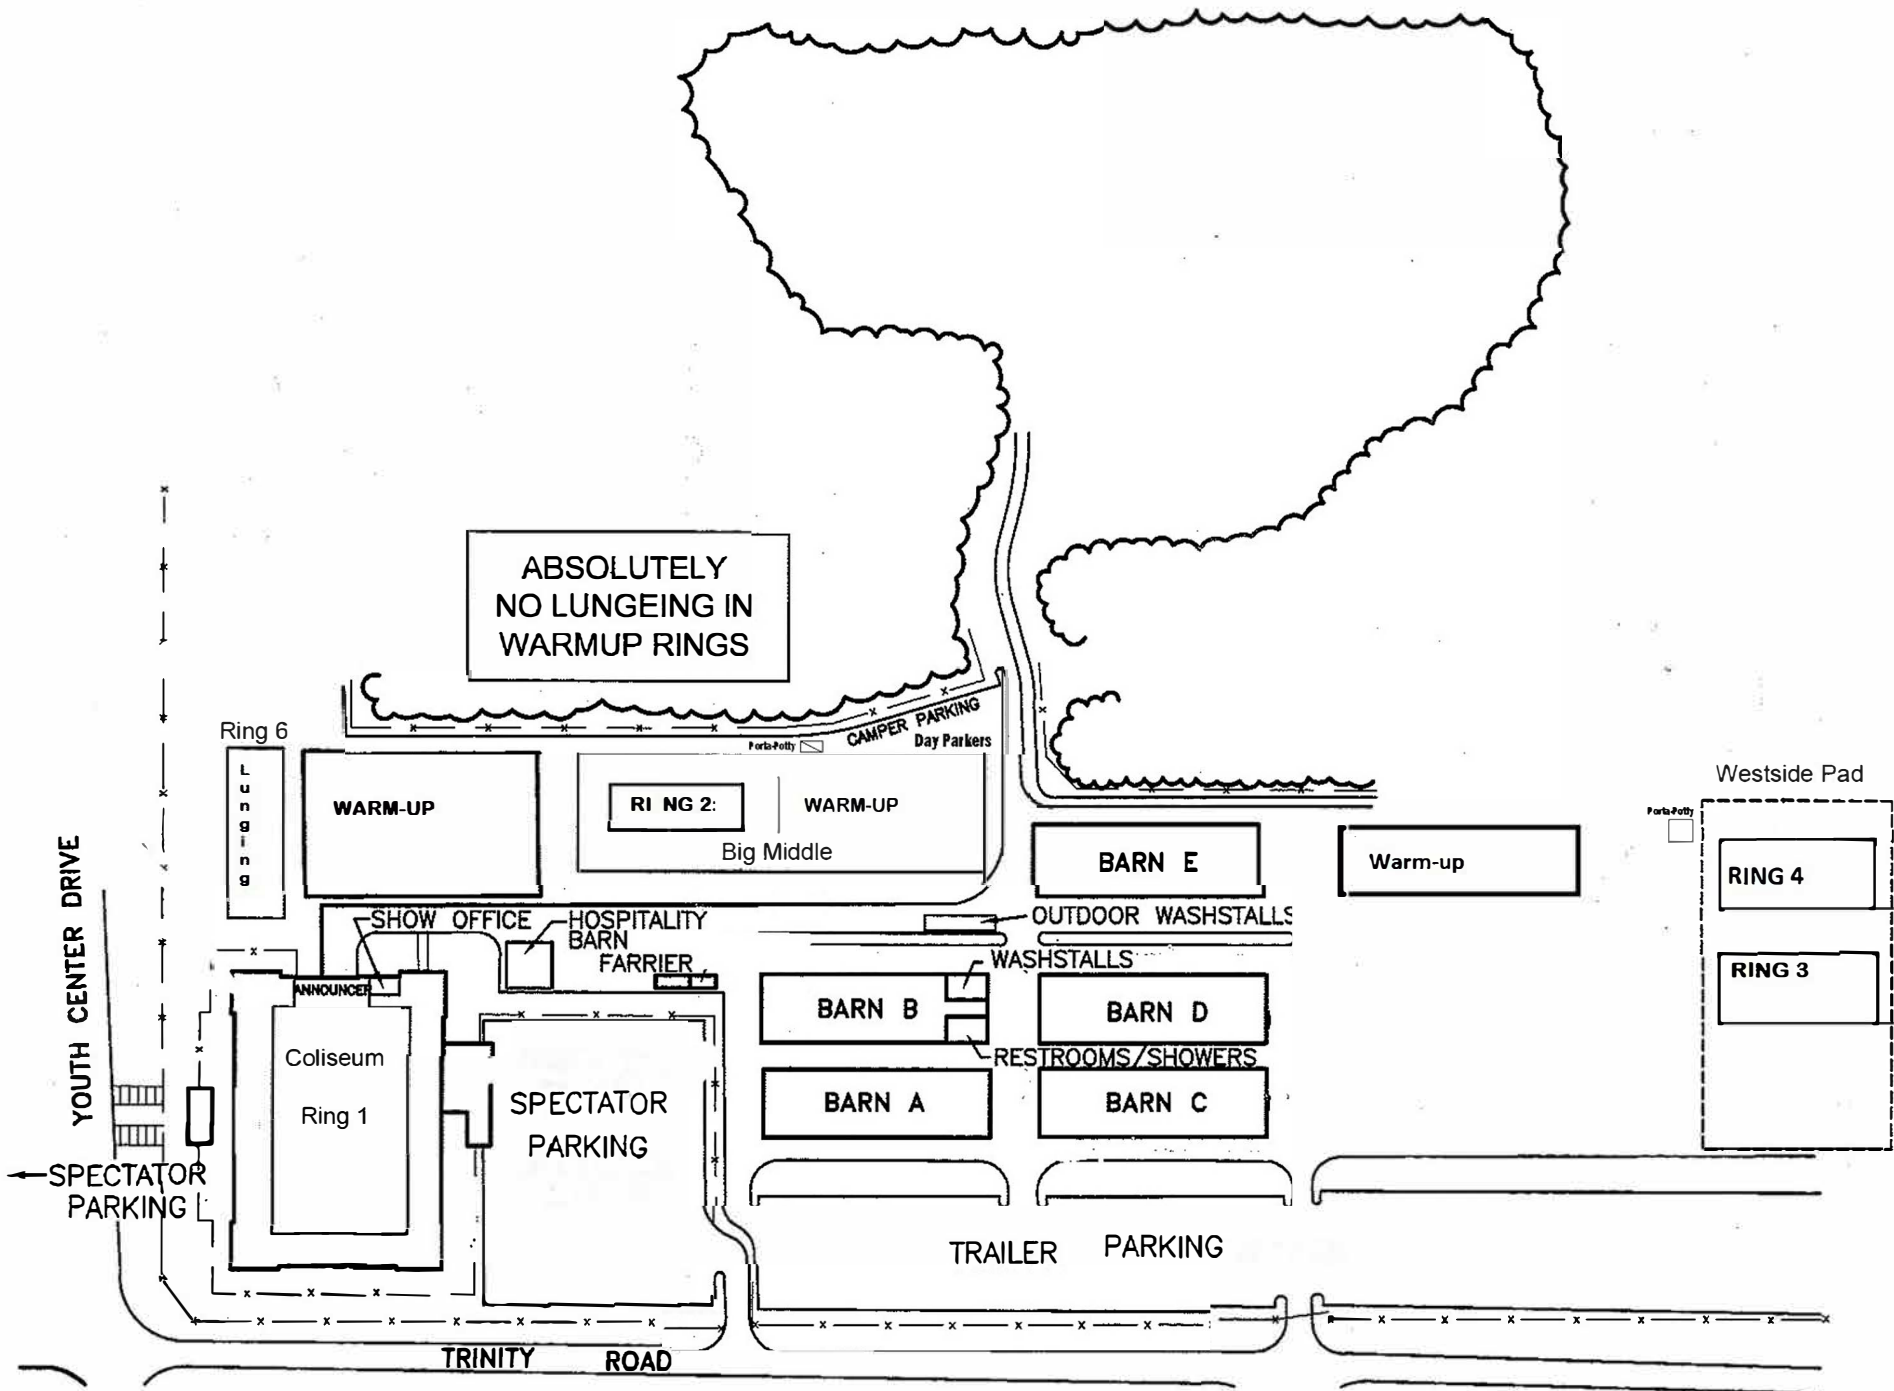 ABSOLUTELY
NO LUNGEING IN
WARMUP RINGS
CAMPER PARKING
Porta-Potty
Day Parkers
Ring 6
Lunging
WARM-UP
RI NG 2:
WARM-UP
Big Middle
Westside Pad
Porta-Potty
BARN E
Warm-up
RING 4
RING 3
SHOW OFFICE
HOSPITALITY
BARN
FARRIER
OUTDOOR WASHSTALLS
WASHSTALLS
ANNOUNCER
BARN B
BARN D
RESTROOMS/SHOWERS
Coliseum
Ring 1
SPECTATOR
PARKING
BARN A
BARN C
YOUTH CENTER DRIVE
SPECTATOR
PARKING
TRAILER PARKING
TRINITY ROAD